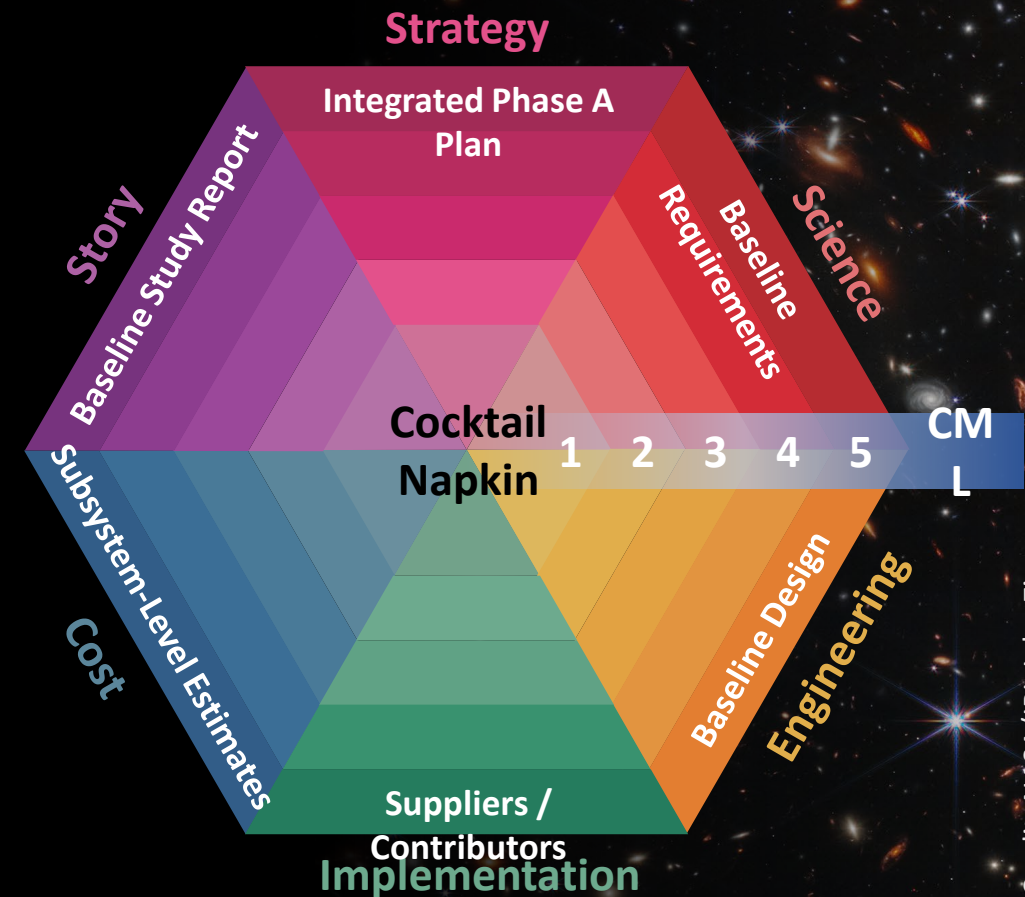 Strategy
Integrated Phase A
Plan
Story
Baseline Study Report
Science
Baseline
Requirements
Cocktail
Napkin
1 2 3 4 5
CM
L
Cost
Subsystem-Level Estimates
Engineering
Baseline Design
Suppliers /
Contributors
Implementation